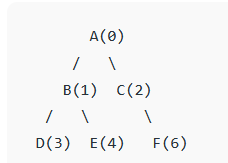 A(0)
/ \
B(1) C(2)
/ \ \
D(3) E(4) F(6)